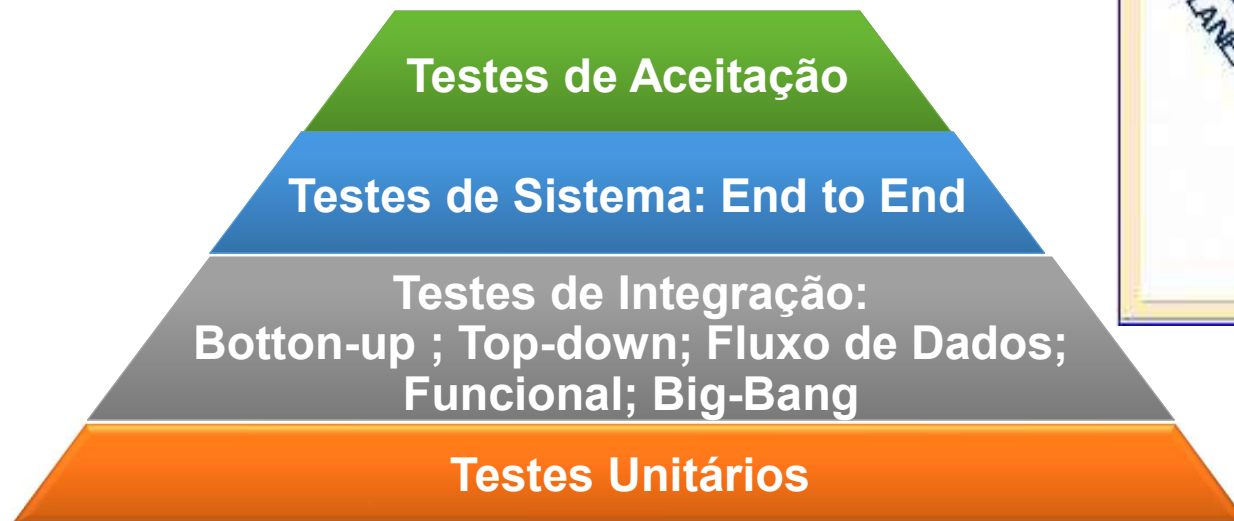 Testes de Aceitação
Testes de Sistema: End to End
Testes de Integração:
Botton-up ; Top-down; Fluxo de Dados;
Funcional; Big-Bang
Testes Unitários